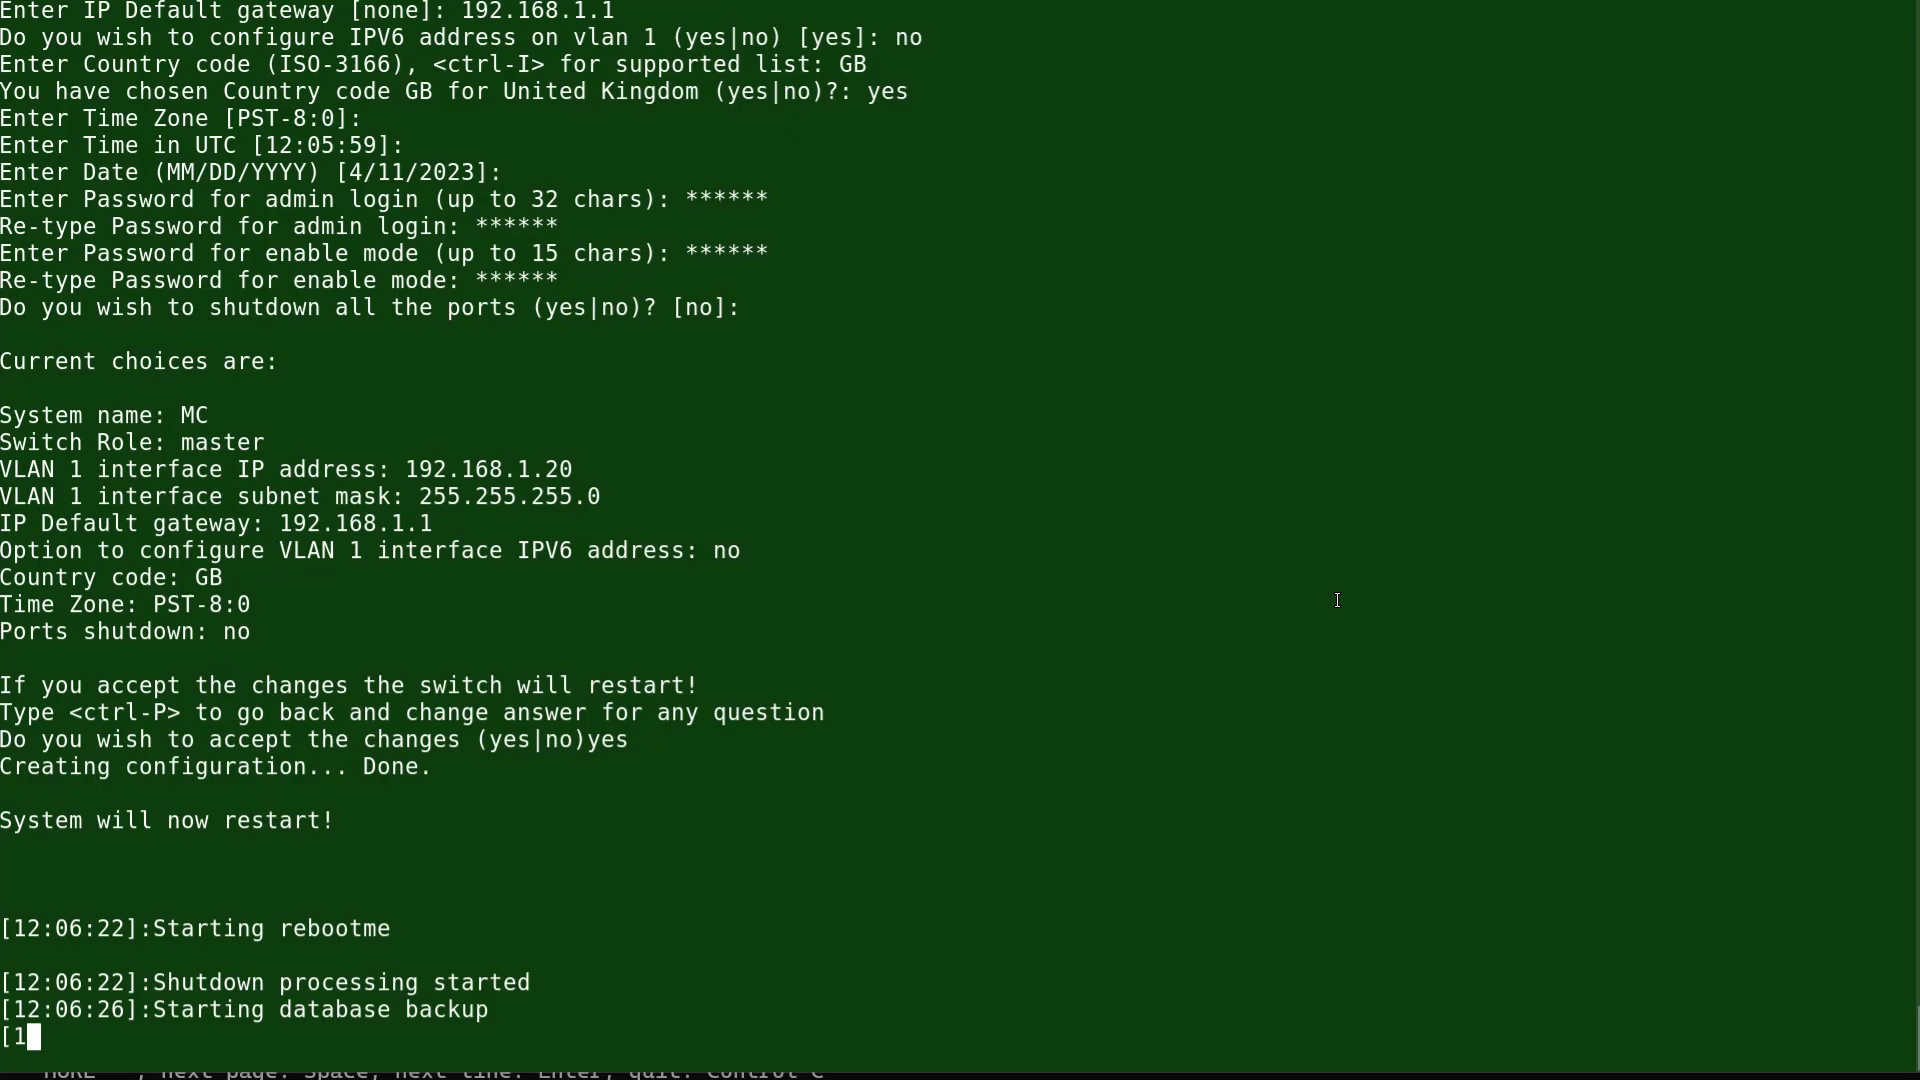 Enter IP Default gateway [none]: 192.168.1.1
Do you wish to configure IPV6 address on vlan 1 (yes|no) [yes]: no
Enter Country code (ISO-3166), <ctrl-I> for supported list: GB
You have chosen Country code GB for United Kingdom (yes|no)?: yes
Enter Time Zone [PST-8:0]:
Enter Time in UTC [12:05:59]:
Enter Date (MM/DD/YYYY) [4/11/2023]:
Enter Password for admin login (up to 32 chars): ******
Re-type Password for admin login: ******
Enter Password for enable mode (up to 15 chars): ******
Re-type Password for enable mode: ******
Do you wish to shutdown all the ports (yes|no)? [no]:
Current choices are:
System name: MC
Switch Role: master
VLAN 1 interface IP address: 192.168.1.20
VLAN 1 interface subnet mask: 255.255.255.0
IP Default gateway: 192.168.1.1
Option to configure VLAN 1 interface IPV6 address: no
Country code: GB
Time Zone: PST-8:0
Ports shutdown: no
If you accept the changes the switch will restart!
Type <ctrl-P> to go back and change answer for any question
Do you wish to accept the changes (yes|no)yes
Creating configuration... Done.
System will now restart!
[12:06:22]:Starting rebootme
[12:06:22]:Shutdown processing started
[12:06:26]:Starting database backup
[1
MORE , next page: Space, next line: Enter, quit: Control-C